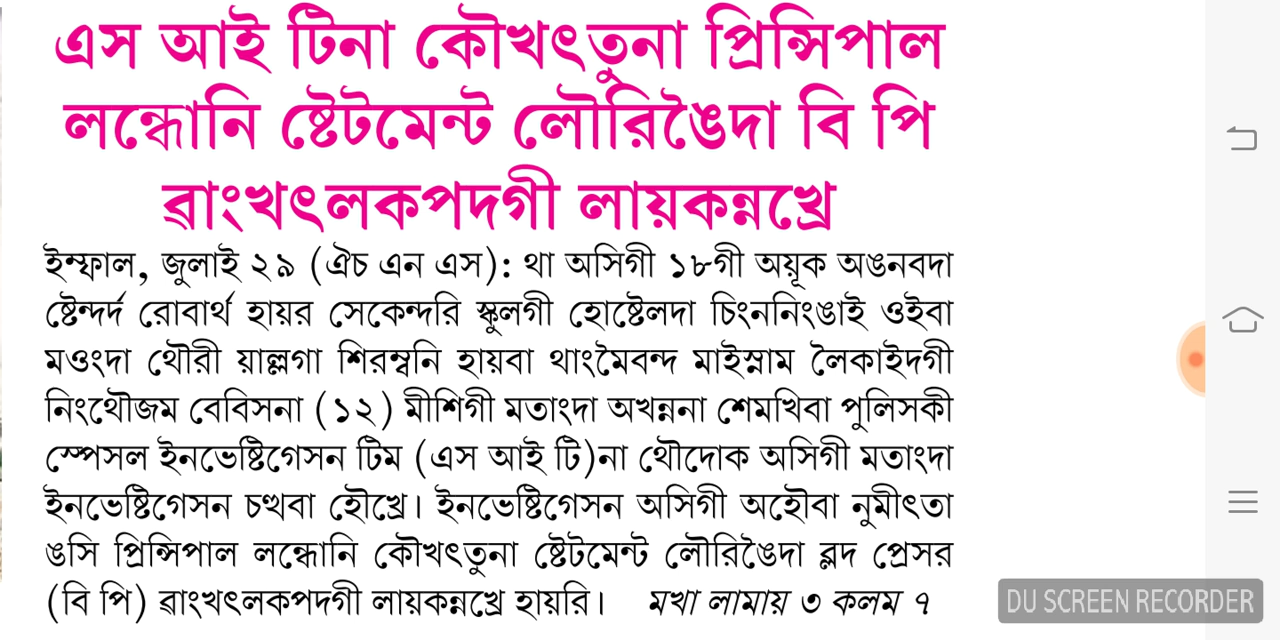 এস আই টিনা কৌখৎতুনা প্রিন্সিপাল
লন্ধোনি ষ্টেটমেন্ট লৌরিঙৈদা বি পি
ৱাংখৎলকপদগী লায়কন্নখ্রে
ইম্ফাল, জুলাই ২৯ (ঐচ এন এস): থা অসিগী ১৮গী অয়ূক অঙনবদা
ষ্টেন্দর্দ রোবার্থ হায়র সেকেন্দরি স্কুলগী হোষ্টেলদা চিংননিংঙাই ওইবা
মওংদা থৌরী য়াল্লগা শিরম্বনি হায়বা থাংমৈবন্দ মাইস্নাম লৈকাইদগী
নিংথৌজম বেবিসনা (১২) মীশিগী মতাংদা অখন্ননা শেমখিবা পুলিসকী
স্পেসল ইনভেষ্টিগেসন টিম (এস আই টি)না থৌদোক অসিগী মতাংদা
ইনভেষ্টিগেসন চত্থবা হৌখ্রে। ইনভেষ্টিগেসন অসিগী অহৌবা নুমীৎতা
ঙসি প্রিন্সিপাল লন্ধোনি কৌখৎতুনা ষ্টেটমেন্ট লৌরিঙৈদা ব্লদ প্রেসর
(বি পি) ৱাংখৎলকপদগী লায়কন্নখ্রে হায়রি। মখা লামায় ৩ কলম ৭
DU SCREEN RECORDER